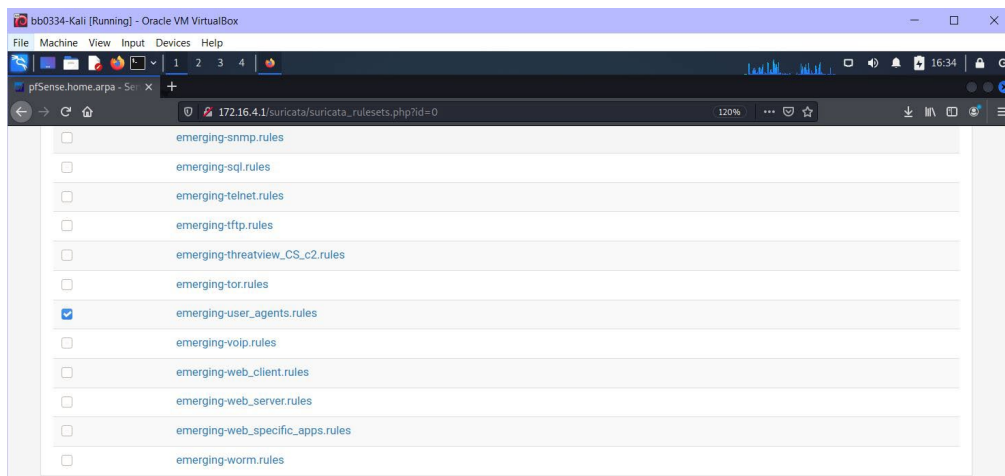 bb0334-Kali [Running] - Oracle VM VirtualBox
File Machine View Input Devices Help
1 2 3 4 16:34
pfSense.home.arpa - Ser
172.16.4.1/suricata/suricata_rulesets.php?id=0 120%
emerging-snmp.rules
emerging-sql.rules
emerging-telnet.rules
emerging-tftp.rules
emerging-threatview_CS_c2.rules
emerging-tor.rules
emerging-user_agents.rules
emerging-voip.rules
emerging-web_client.rules
emerging-web_server.rules
emerging-web_specific_apps.rules
emerging-worm.rules